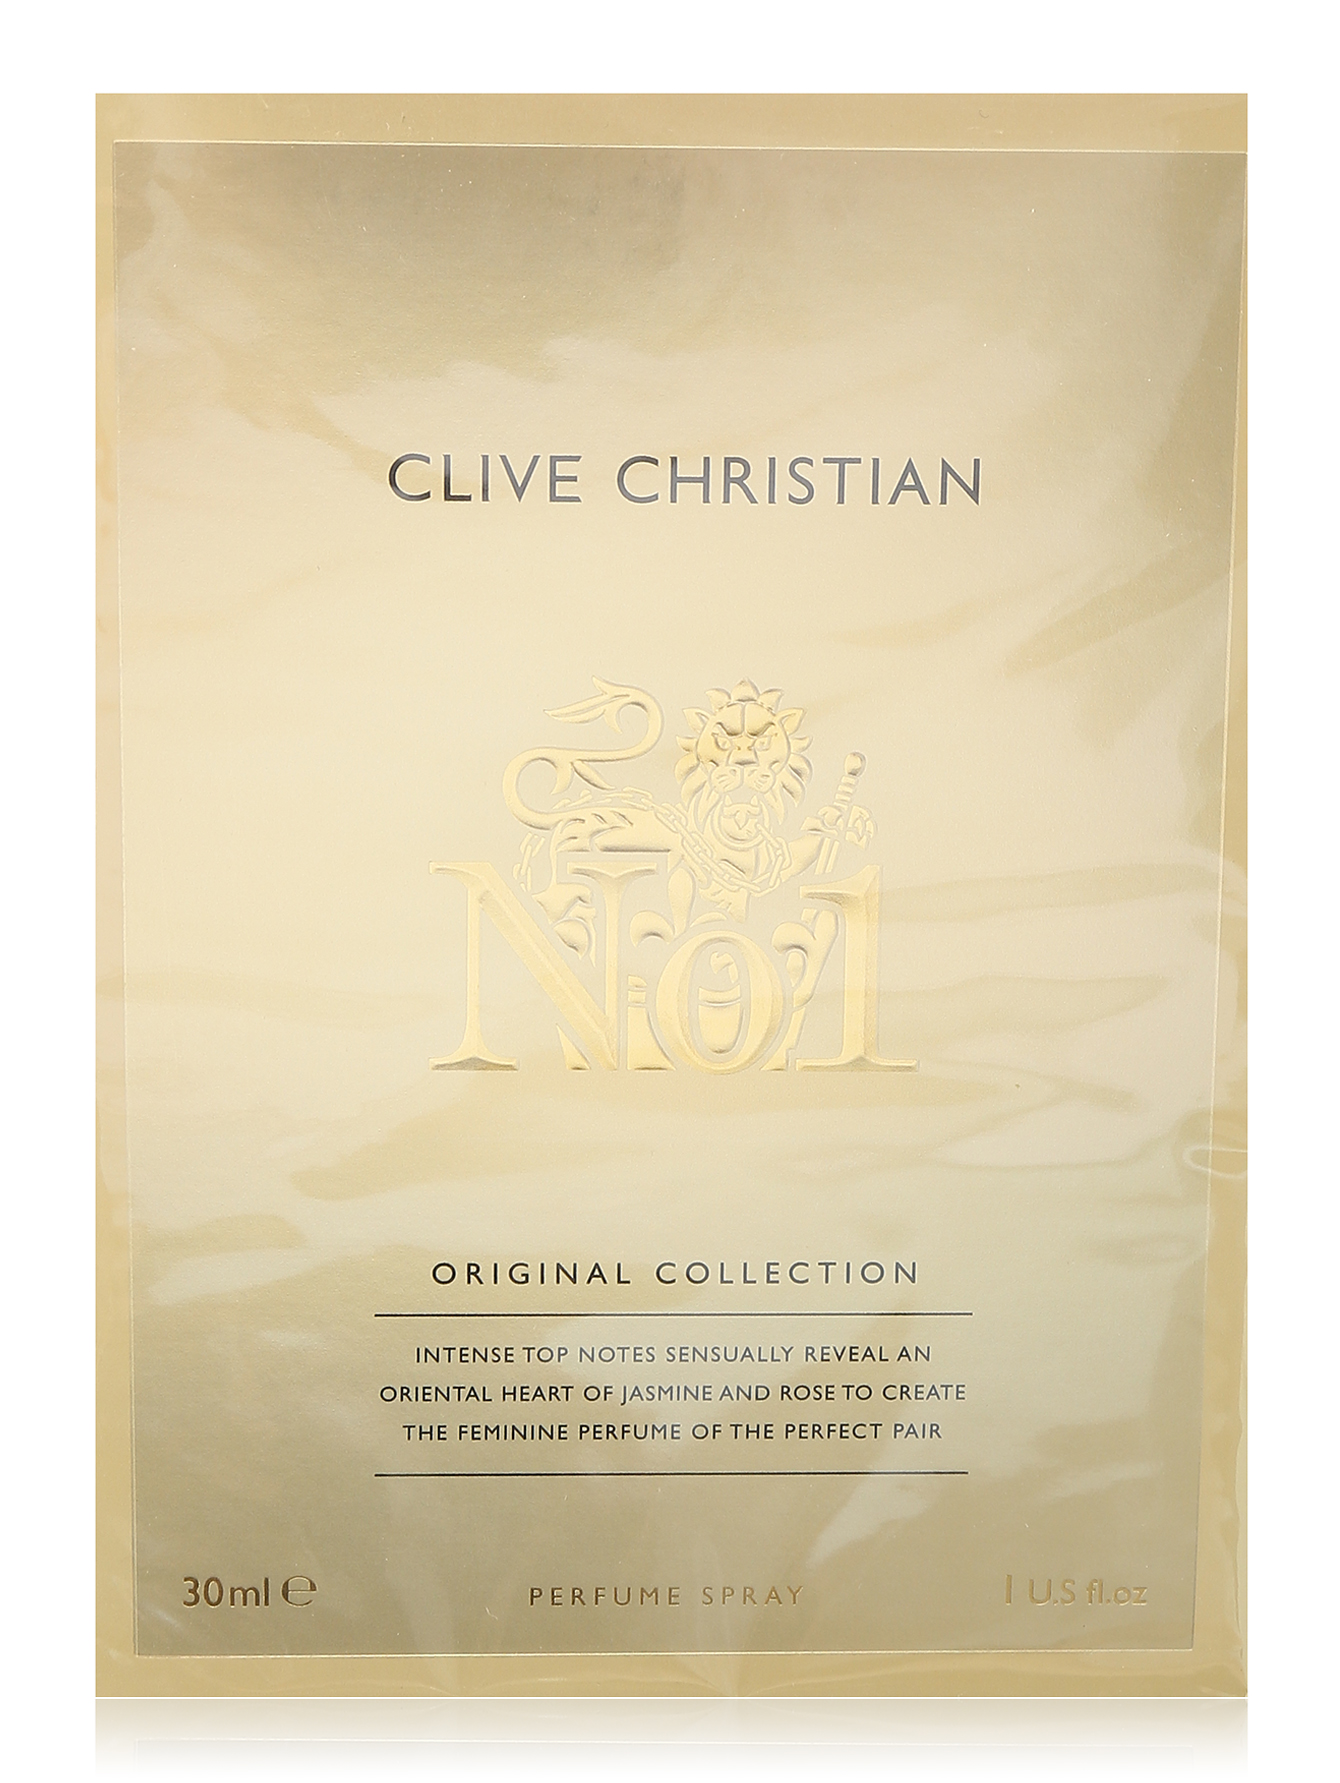 CLIVE CHRISTIAN
No1
ORIGINAL COLLECTION
INTENSE TOP NOTES SENSUALLY REVEAL AN
ORIENTAL HEART OF JASMINE AND ROSE TO CREATE
THE FEMININE PERFUME OF THE PERFECT PAIR
30ml ℮
PERFUME SPRAY
1 U.S fl.oz